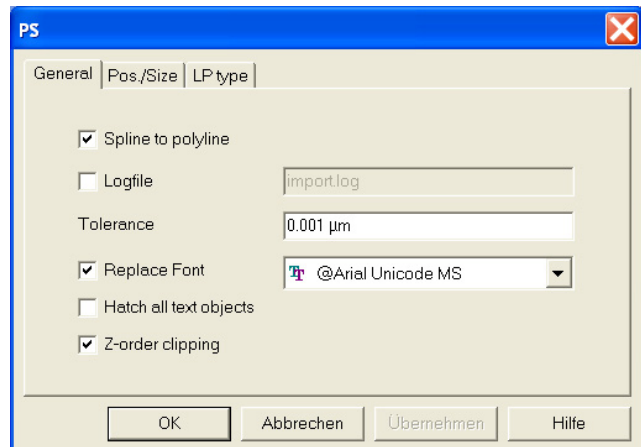 PS
General Pos./Size LP type
Spline to polyline
Logfile import.log
Tolerance 0.001 µm
Replace Font @Arial Unicode MS
Hatch all text objects
Z-order clipping
OK Abbrechen Übernehmen Hilfe